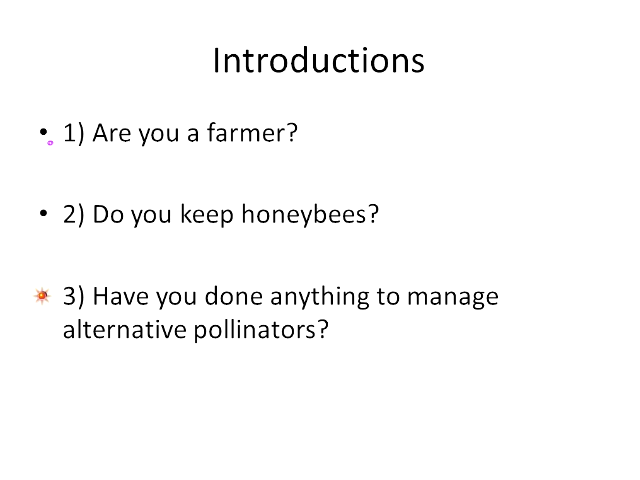 Introductions
• 1) Are you a farmer?
• 2) Do you keep honeybees?
3) Have you done anything to manage
alternative pollinators?